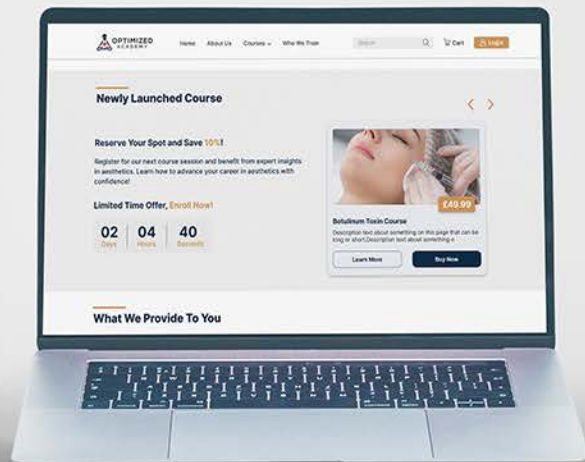 OPTIMIZED
ACADEMY
Home About Us Courses Who We Train Search Cart Login
Newly Launched Course
Reserve Your Spot and Save 10%!
Register for our next course session and benefit from expert insights
in aesthetics. Learn how to advance your career in aesthetics with
confidence!
Limited Time Offer, Enroll Now!
02 04 40
Days Hours Seconds
£49.99
Botulinum Toxin Course
Description text about something on this page that can be
long or short.Description text about something o
Learn More Buy Now
What We Provide To You